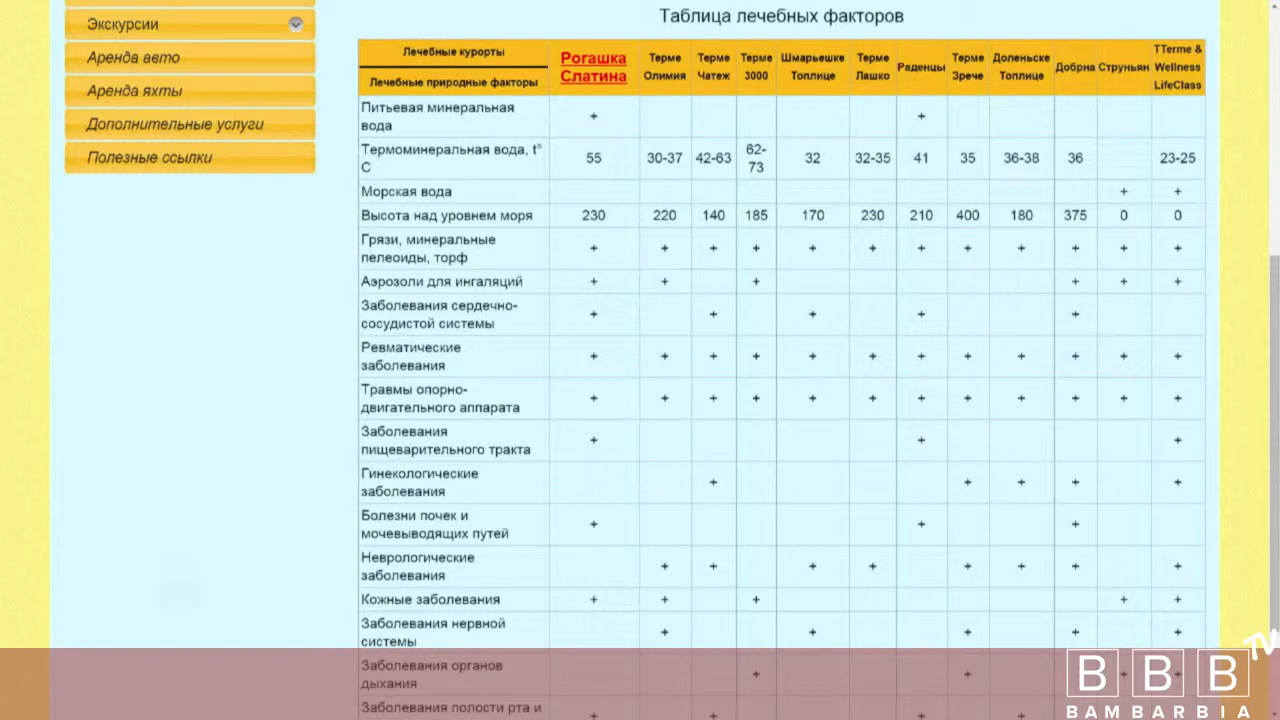 Экскурсии
Аренда авто
Аренда яхты
Дополнительные услуги
Полезные ссылки
Таблица лечебных факторов
Лечебные курорты
Лечебные природные факторы
Рогашка
Слатина
Терме
Олимия
Терме
Чатеж
Терме
3000
Шмарьешке
Топлице
Терме
Лашко
Раденцы
Терме
Зрече
Доленьске
Топлице
Добрна
Струньян
TTerme &
Wellness
LifeClass
Питьевая минеральная
вода
+ +
Термоминеральная вода, t°
С
55 30-37 42-63 62-
73
32 32-35 41 35 36-38 36 23-25
Морская вода + +
Высота над уровнем моря 230 220 140 185 170 230 210 400 180 375 0 0
Грязи, минеральные
пелеоиды, торф
+ + + + + + + + + + + +
Аэрозоли для ингаляций + + + + + +
Заболевания сердечно-
сосудистой системы
+ + + + +
Ревматические
заболевания
+ + + + + + + + + + + +
Травмы опорно-
двигательного аппарата
+ + + + + + + + + + + +
Заболевания
пищеварительного тракта
+ + +
Гинекологические
заболевания
+ + + + +
Болезни почек и
мочевыводящих путей
+ + +
Неврологические
заболевания
+ + + + + + + +
Кожные заболевания + + + + +
Заболевания нервной
системы
+ + + + +
Заболевания органов
дыхания
+ + + +
Заболевания полости рта и
+ + + +
BBB TV
BAMBARBIA